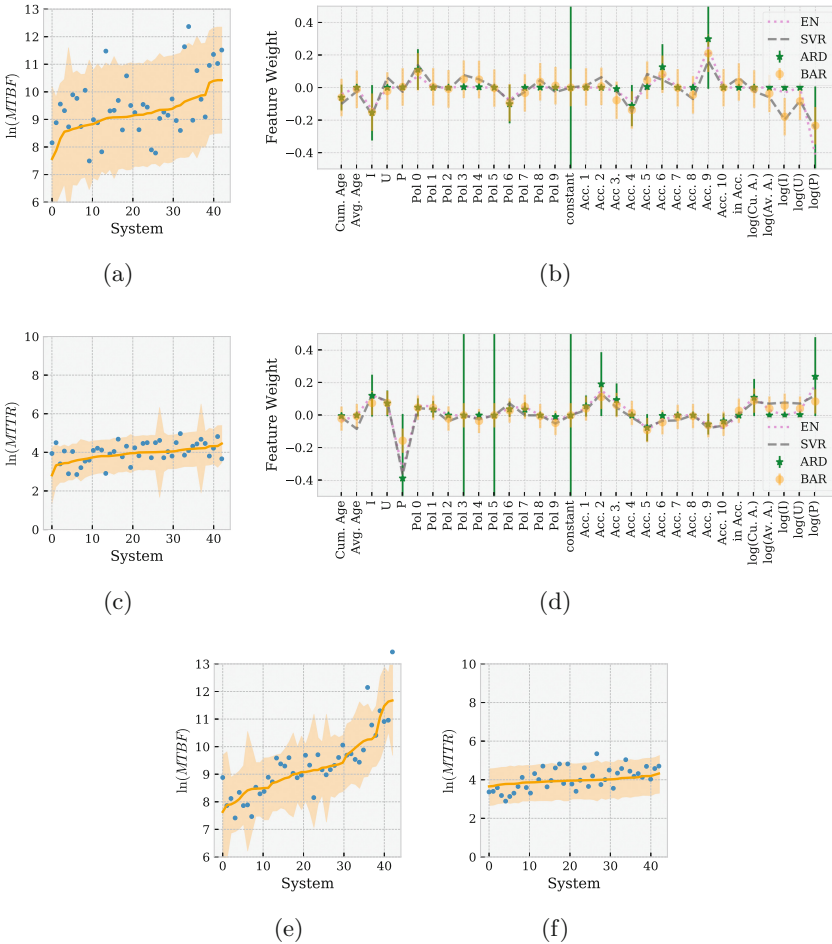 13
12
11
10
9
8
7
6
ln(MTBF)
0 10 20 30 40
System
(a)
0.4
0.2
0.0
−0.2
−0.4
Feature Weight
EN
SVR
ARD
BAR
Cum. Age
Avg. Age
I
U
P
Pol 0
Pol 1
Pol 2
Pol 3
Pol 4
Pol 5
Pol 6
Pol 7
Pol 8
Pol 9
constant
Acc. 1
Acc. 2
Acc 3.
Acc. 4
Acc. 5
Acc. 6
Acc. 7
Acc. 8
Acc. 9
Acc. 10
in Acc.
log(Cu. A.)
log(Av. A.)
log(I)
log(U)
log(P)
(b)
10
8
6
4
2
0
ln(MTTR)
0 10 20 30 40
System
(c)
0.4
0.2
0.0
−0.2
−0.4
Feature Weight
EN
SVR
ARD
BAR
Cum. Age
Avg. Age
I
U
P
Pol 0
Pol 1
Pol 2
Pol 3
Pol 4
Pol 5
Pol 6
Pol 7
Pol 8
Pol 9
constant
Acc. 1
Acc. 2
Acc 3.
Acc. 4
Acc. 5
Acc. 6
Acc. 7
Acc. 8
Acc. 9
Acc. 10
in Acc.
log(Cu. A.)
log(Av. A.)
log(I)
log(U)
log(P)
(d)
13
12
11
10
9
8
7
6
ln(MTBF)
0 10 20 30 40
System
(e)
10
8
6
4
2
0
ln(MTTR)
0 10 20 30 40
System
(f)